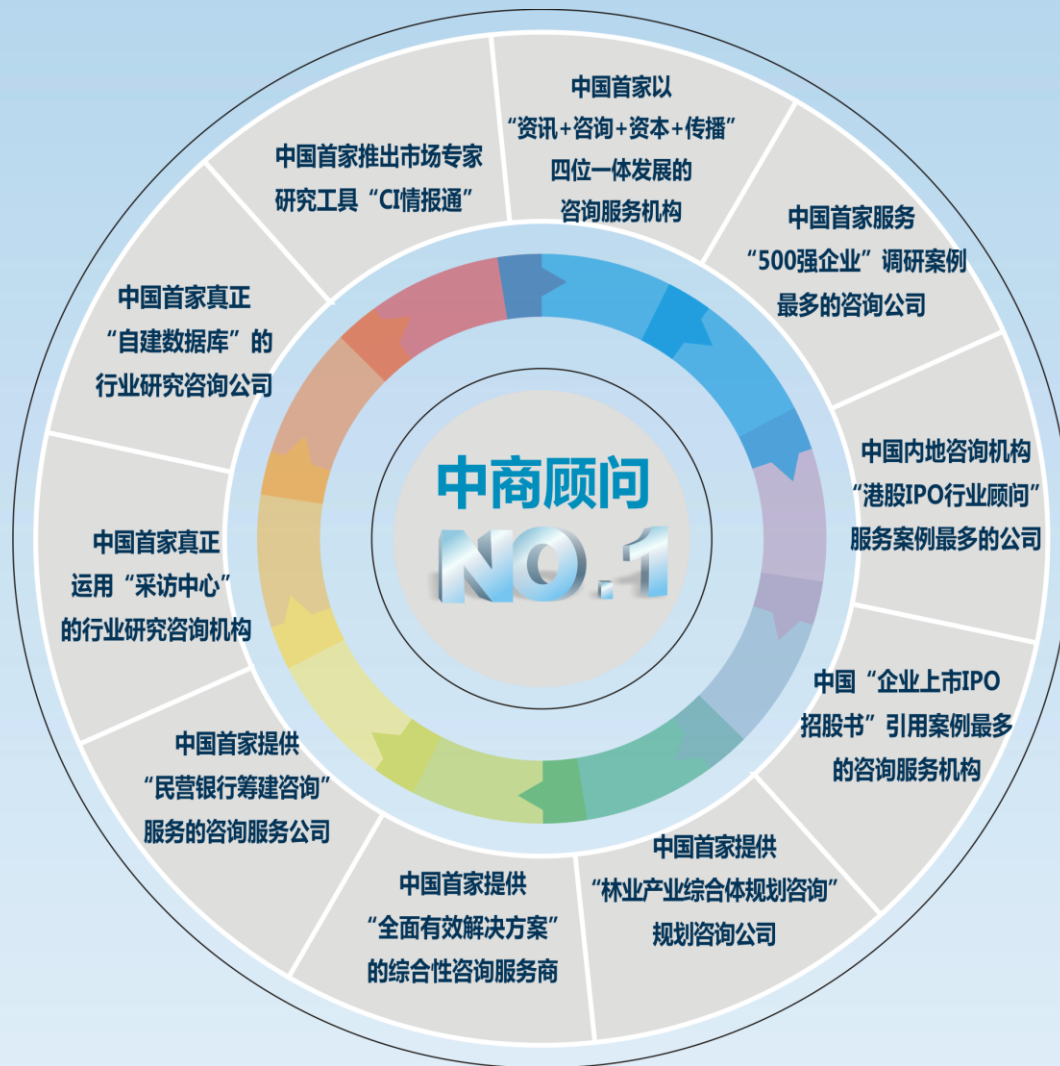 中国首家以
“资讯+咨询+资本+传播”
四位一体发展的
咨询服务机构
中国首家服务
“500强企业”调研案例
最多的咨询公司
中国内地咨询机构
“港股IPO行业顾问”
服务案例最多的公司
中国“企业上市IPO
招股书”引用案例最多
的咨询服务机构
中国首家提供
“林业产业综合体规划咨询”
规划咨询公司
中国首家提供
“全面有效解决方案”
的综合性咨询服务商
中国首家提供
“民营银行筹建咨询”
服务的咨询服务公司
中国首家真正
运用“采访中心”
的行业研究咨询机构
中国首家真正
“自建数据库”的
行业研究咨询公司
中国首家推出市场专家
研究工具“CI情报通”
中商顾问
NO.1